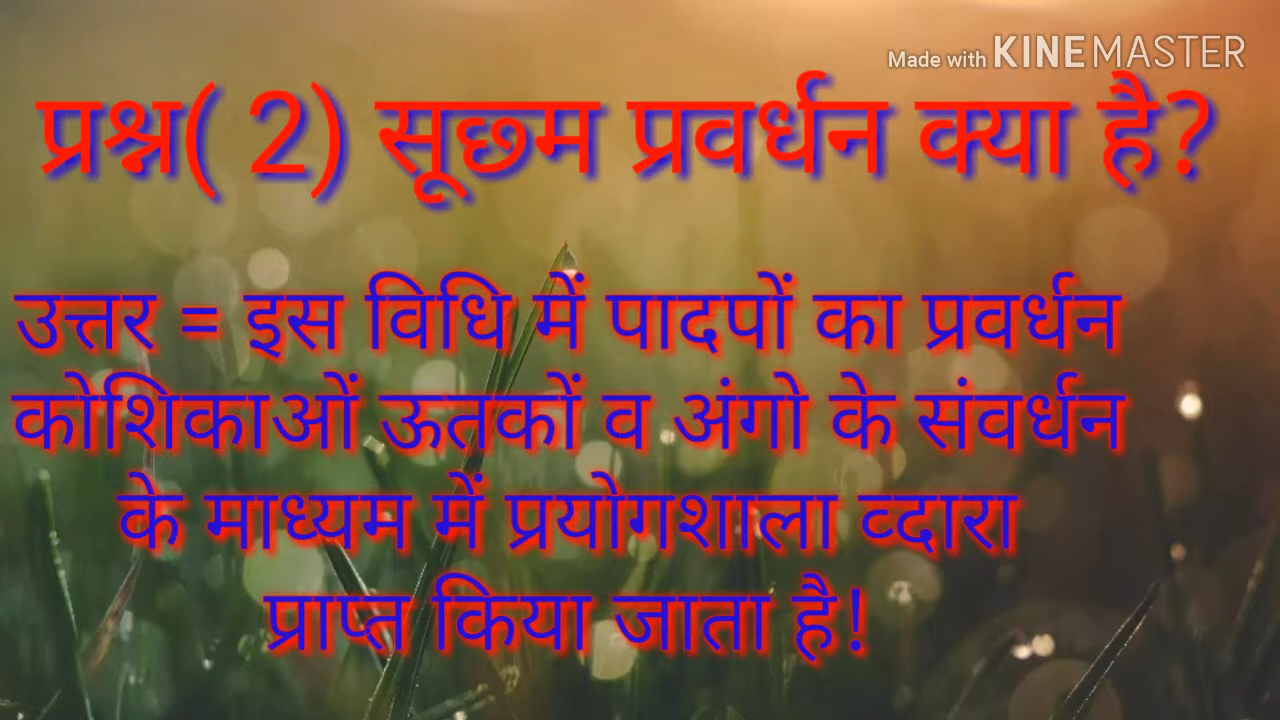 Made with KINEMASTER
प्रश्न( 2) सूछम प्रवर्धन क्या है?
उत्तर = इस विधि में पादपों का प्रवर्धन
कोशिकाओं ऊतकों व अंगो के संवर्धन
के माध्यम में प्रयोगशाला व्दारा
प्राप्त किया जाता है!